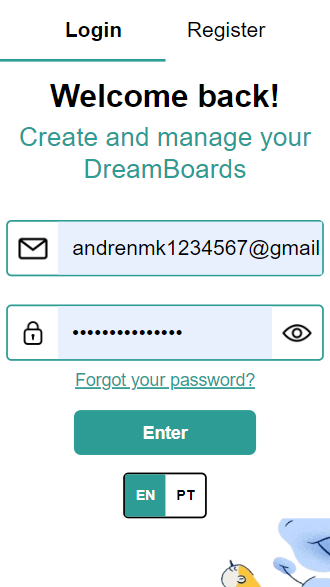 Login Register
Welcome back!
Create and manage your
DreamBoards
andrenmk1234567@gmail
•••••••••••••••
Forgot your password?
Enter
EN PT